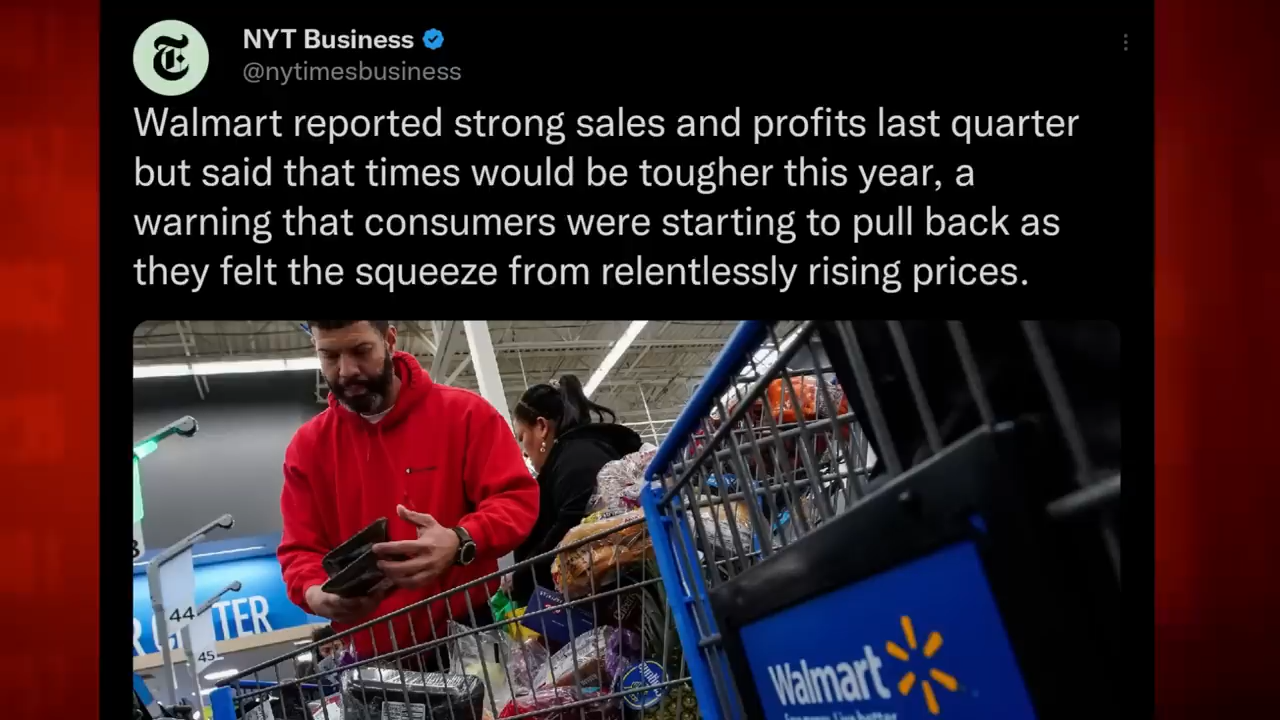 NYT Business
@nytimesbusiness
Walmart reported strong sales and profits last quarter
but said that times would be tougher this year, a
warning that consumers were starting to pull back as
they felt the squeeze from relentlessly rising prices.
44
TER
45
Walmart